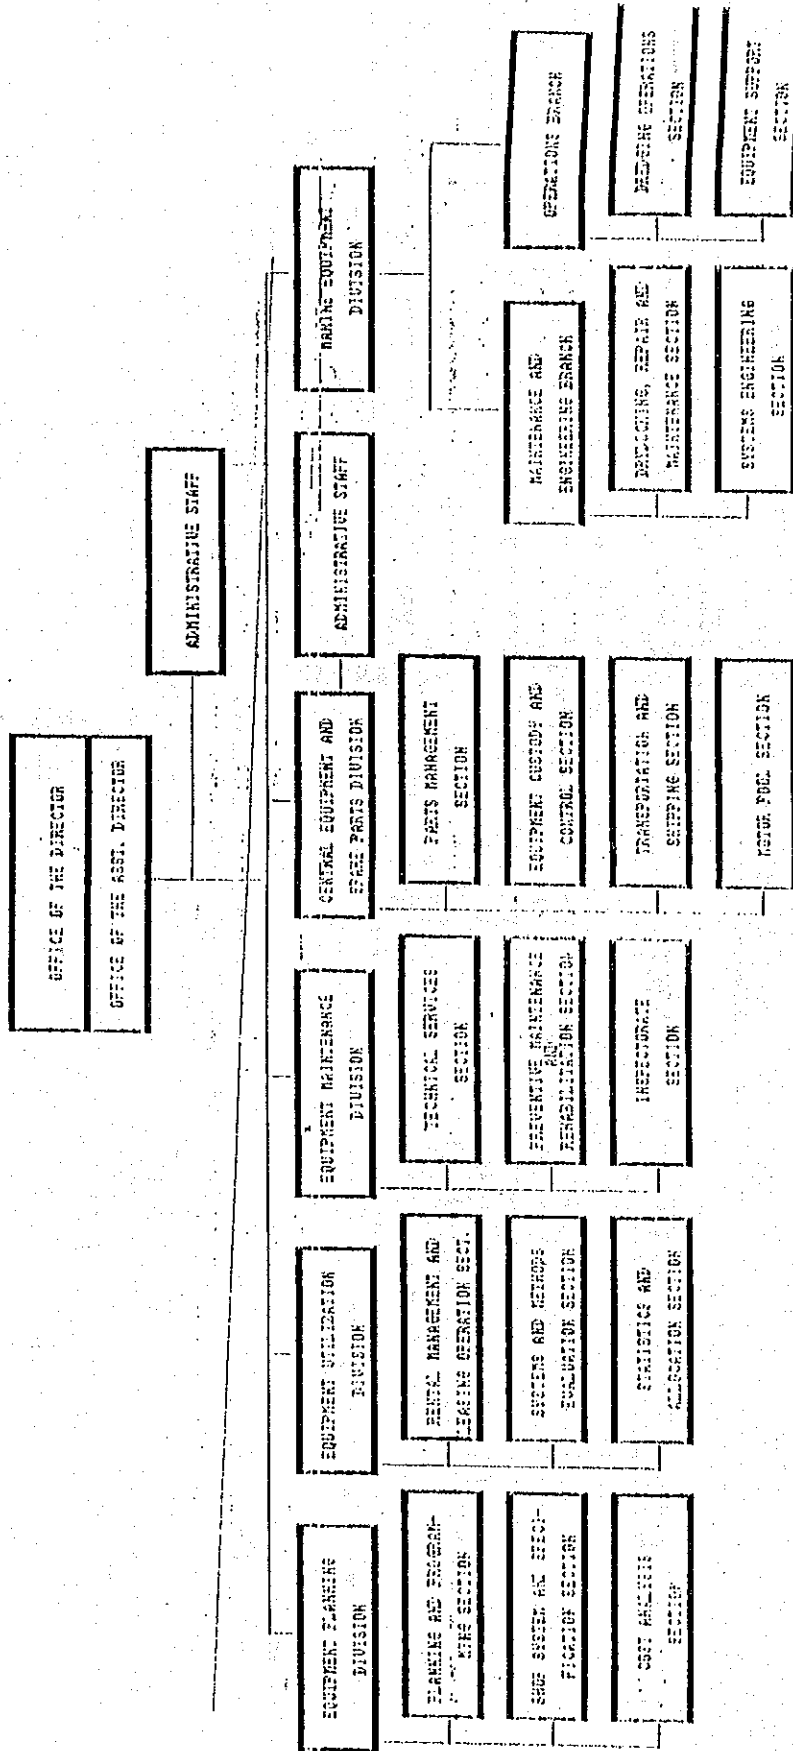 OFFICE OF THE DIRECTOR
OFFICE OF THE ASST. DIRECTOR
ADMINISTRATIVE STAFF
EQUIPMENT PLANNING
DIVISION
EQUIPMENT UTILIZATION
DIVISION
EQUIPMENT MAINTENANCE
DIVISION
CENTRAL EQUIPMENT AND
SPARE PARTS DIVISION
ADMINISTRATIVE STAFF
MARINE EQUIPMENT
DIVISION
PLANNING AND PROGRAM-
MING SECTION
SHOP SYSTEM AND SPECI-
FICATION SECTION
COST ANALYSIS
SECTION
RENTAL MANAGEMENT AND
LEASING OPERATION SECT.
SYSTEMS AND METHODS
EVALUATION SECTION
STATISTICS AND
ALLOCATION SECTION
TECHNICAL SERVICES
SECTION
PREVENTIVE MAINTENANCE
AND
REHABILITATION SECTION
INSPECTORATE
SECTION
PARTS MANAGEMENT
SECTION
EQUIPMENT CUSTODY AND
CONTROL SECTION
TRANSPORTATION AND
SHIPPING SECTION
MOTOR POOL SECTION
MAINTENANCE AND
ENGINEERING BRANCH
DRYDOCKING, REPAIR AND
MAINTENANCE SECTION
SYSTEMS ENGINEERING
SECTION
OPERATIONS BRANCH
DREDGING OPERATIONS
SECTION
EQUIPMENT SUPPORT
SECTION